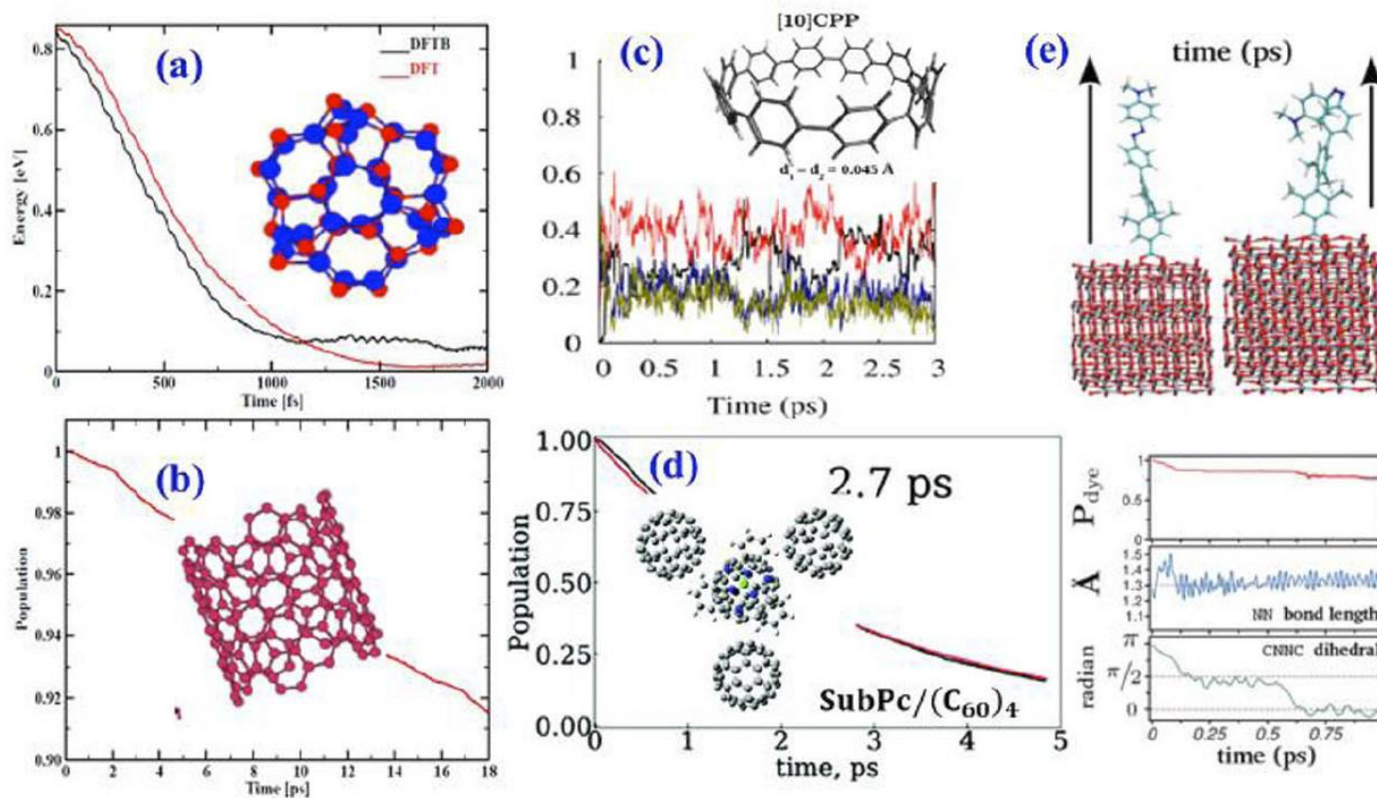 (a)
DFTB
DFT
0.8
0.6
0.4
0.2
0
Energy [eV]
0
500
1000
1500
2000
Time [fs]
(c)
[10]CPP
d1 – d2 = 0.045 Å
1
0.8
0.6
0.4
0.2
0
0
0.5
1
1.5
2
2.5
3
Time (ps)
(e)
time (ps)
(b)
1
0.98
0.96
0.94
0.92
0.90
Population
0
2
4
6
8
10
12
14
16
18
Time [ps]
(d)
2.7 ps
1.00
0.75
0.50
0.25
0.00
Population
SubPc/(C60)4
0
1
2
3
4
5
time, ps
Pdye
1
0.5
0
Å
1.5
1.4
1.3
1.2
1.1
NN bond length
radian
π
π/2
0
CNNC dihedral
0
0.25
0.5
0.75
time (ps)